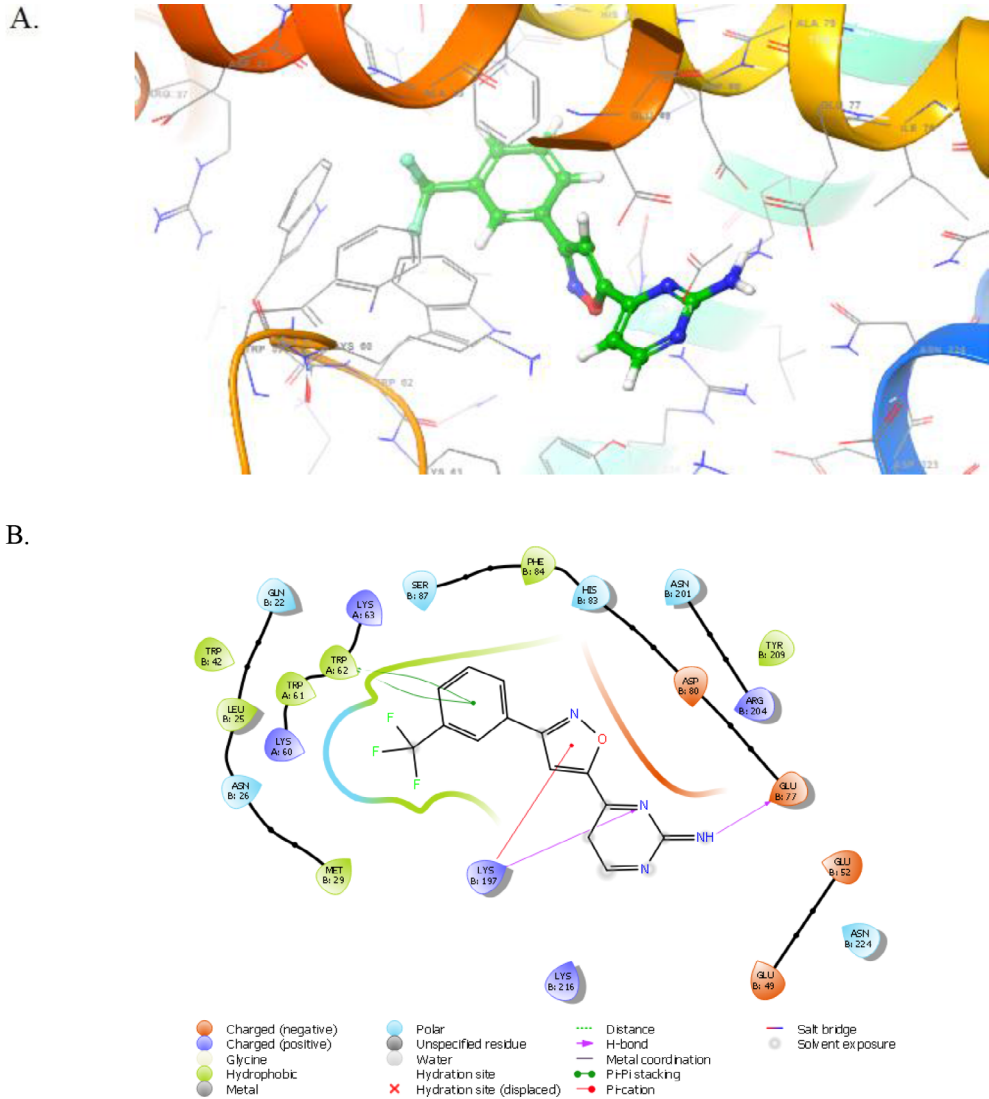 A.
ARG 37
ALA 79
GLU 77
TRP 62
LYS 60
LYS 63
B.
PHE
B: 84
SER
B: 87
HIS
B: 83
ASN
B: 201
GLN
B: 22
LYS
A: 63
TRP
B: 42
TRP
A: 62
TYR
B: 209
TRP
A: 61
ASP
B: 80
ARG
B: 204
LEU
B: 25
LYS
A: 60
F
N
O
F
F
ASN
B: 26
GLU
B: 77
N
NH
N
MET
B: 29
LYS
B: 197
GLU
B: 52
ASN
B: 224
LYS
B: 216
GLU
B: 49
Charged (negative)
Charged (positive)
Glycine
Hydrophobic
Metal
Polar
Unspecified residue
Water
Hydration site
Hydration site (displaced)
Distance
H-bond
Metal coordination
Pi-Pi stacking
Pi-cation
Salt bridge
Solvent exposure